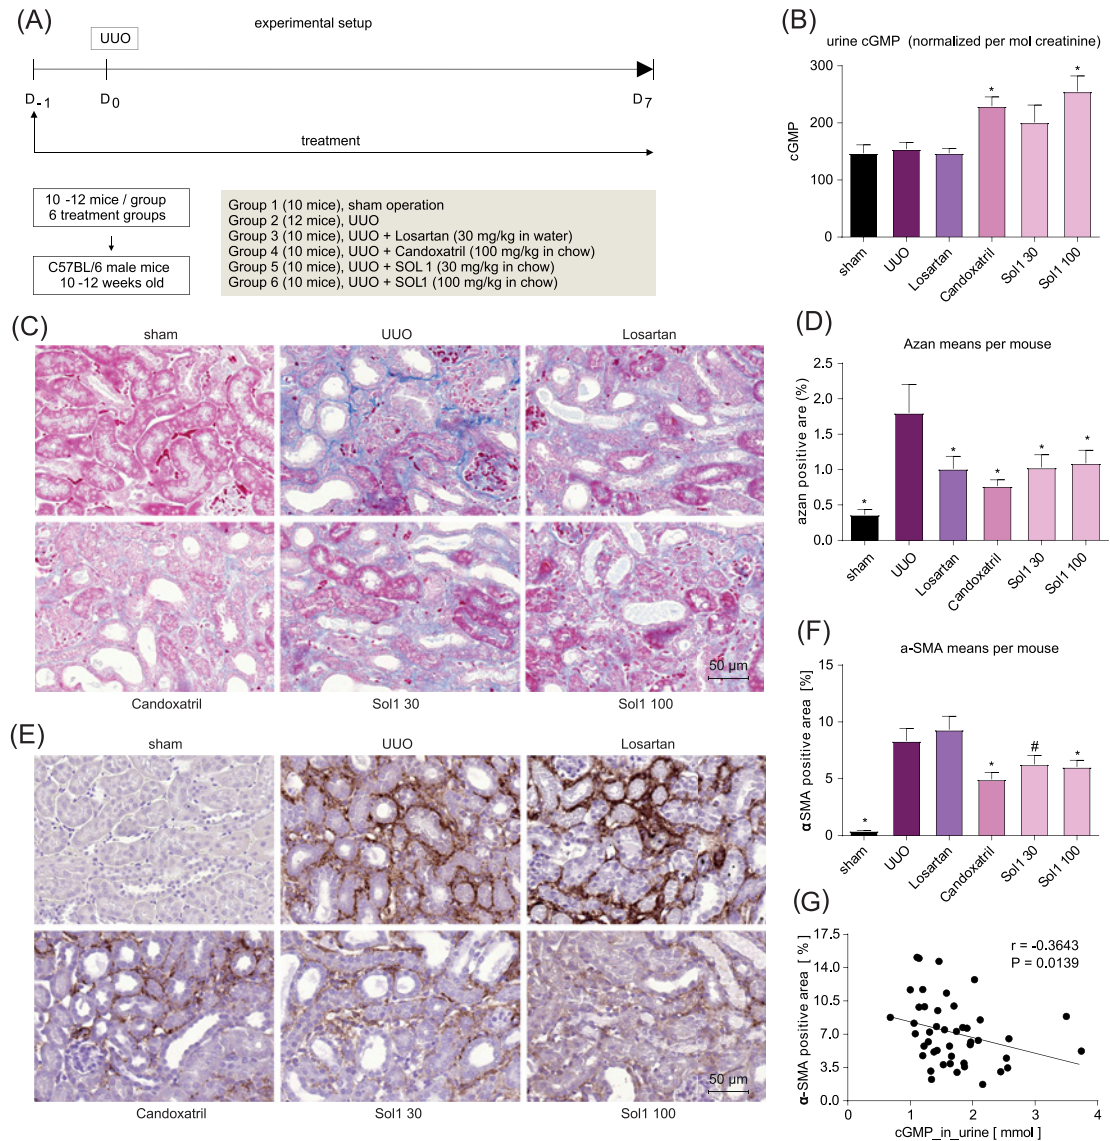 (A)
experimental setup
UUO
D-1
D0
D7
treatment
10 -12 mice / group
6 treatment groups
C57BL/6 male mice
10 -12 weeks old
Group 1 (10 mice), sham operation
Group 2 (12 mice), UUO
Group 3 (10 mice), UUO + Losartan (30 mg/kg in water)
Group 4 (10 mice), UUO + Candoxatril (100 mg/kg in chow)
Group 5 (10 mice), UUO + SOL 1 (30 mg/kg in chow)
Group 6 (10 mice), UUO + SOL1 (100 mg/kg in chow)
(B)
urine cGMP (normalized per mol creatinine)
cGMP
300
200
100
0
*
*
sham
UUO
Losartan
Candoxatril
Sol1 30
Sol1 100
(C)
sham
UUO
Losartan
50 µm
Candoxatril
Sol1 30
Sol1 100
(D)
Azan means per mouse
azan positive are (%)
2.5
2.0
1.5
1.0
0.5
0.0
*
*
*
*
*
sham
UUO
Losartan
Candoxatril
Sol1 30
Sol1 100
(E)
sham
UUO
Losartan
50 µm
Candoxatril
Sol1 30
Sol1 100
(F)
a-SMA means per mouse
αSMA positive area [%]
15
10
5
0
*
*
#
*
sham
UUO
Losartan
Candoxatril
Sol1 30
Sol1 100
(G)
α-SMA positive area [ % ]
17.5
14.0
10.5
7.0
3.5
0.0
r = -0.3643
P = 0.0139
0
1
2
3
4
cGMP_in_urine [ mmol ]